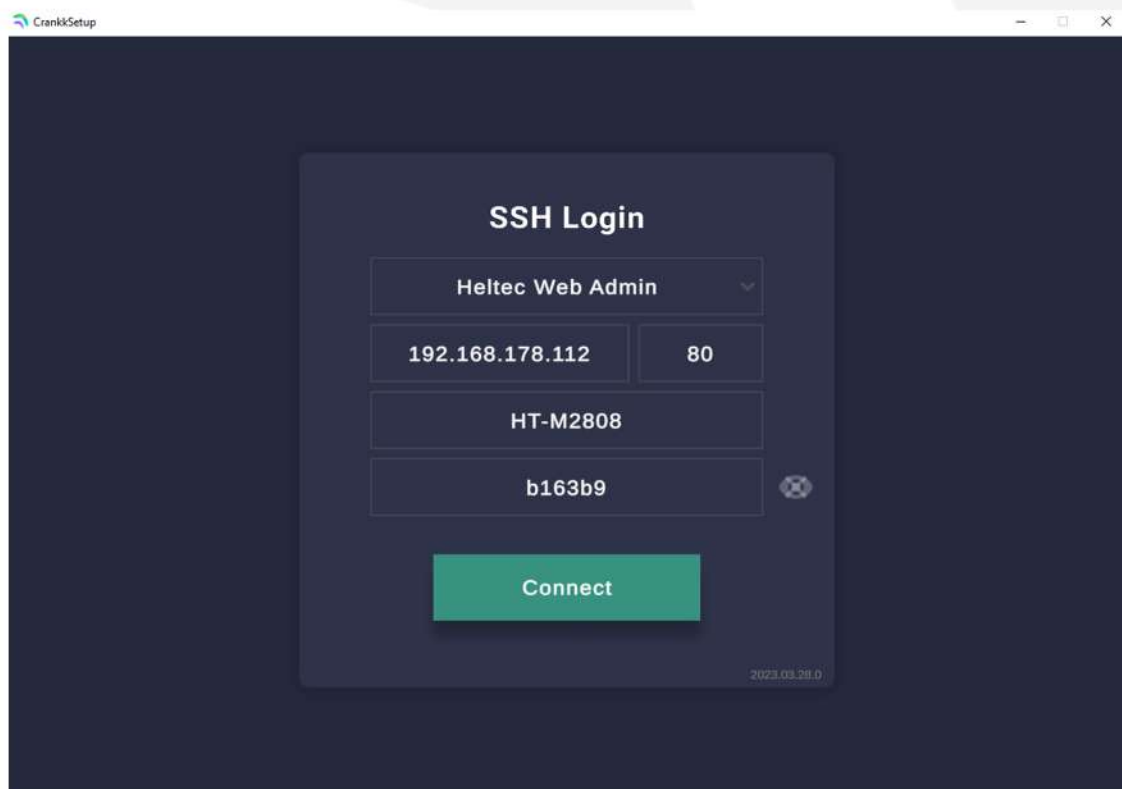 CrankkSetup
SSH Login
Heltec Web Admin
192.168.178.112 80
HT-M2808
b163b9
Connect
2023.03.28.0